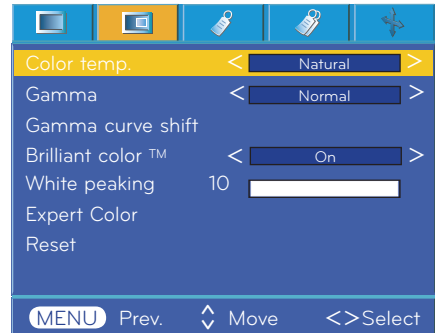 Color temp. < Natural >
Gamma < Normal >
Gamma curve shift
Brilliant color ™ < On >
White peaking 10
Expert Color
Reset
MENU Prev. Move <>Select